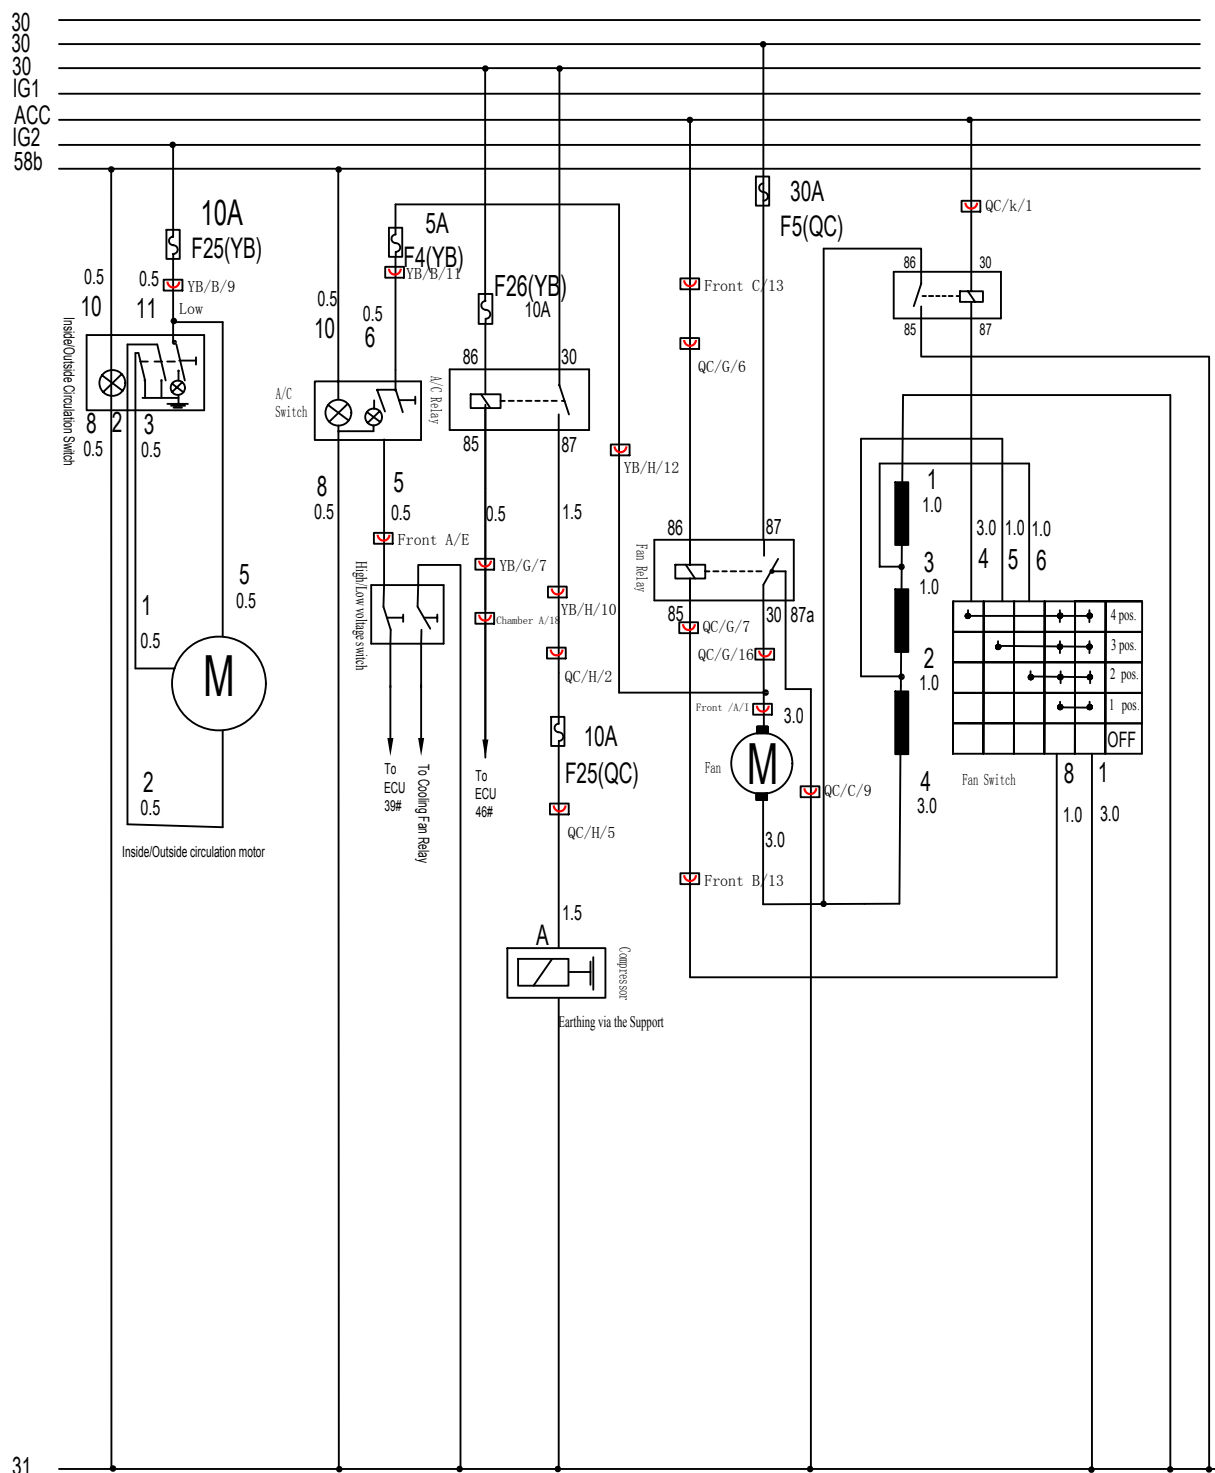 30
30
30
IG1
ACC
IG2
58b
10A
F25(YB)
0.5
0.5
YB/B/9
10
11
Low
Inside/Outside Circulation Switch
8
2
3
0.5
0.5
1
0.5
5
0.5
M
2
0.5
Inside/Outside circulation motor
5A
F4(YB)
YB/B/11
0.5
10
0.5
6
A/C
Switch
8
0.5
5
0.5
Front A/E
High/Low voltage switch
To
ECU
39#
To Cooling Fan Relay
F26(YB)
10A
86
30
A/C Relay
85
87
0.5
1.5
YB/G/7
Chamber A/18
To
ECU
46#
YB/H/10
QC/H/2
10A
F25(QC)
QC/H/5
1.5
A
Compressor
Earthing via the Support
YB/H/12
30A
F5(QC)
Front C/13
QC/G/6
86
87
Fan Relay
85
30
87a
QC/G/7
QC/G/16
Front /A/I
3.0
Fan
M
3.0
QC/C/9
Front B/13
QC/k/1
86
30
85
87
1
1.0
3
1.0
2
1.0
4
3.0
3.0
1.0
1.0
4
5
6
4 pos.
3 pos.
2 pos.
1 pos.
OFF
Fan Switch
8
1
1.0
3.0
31